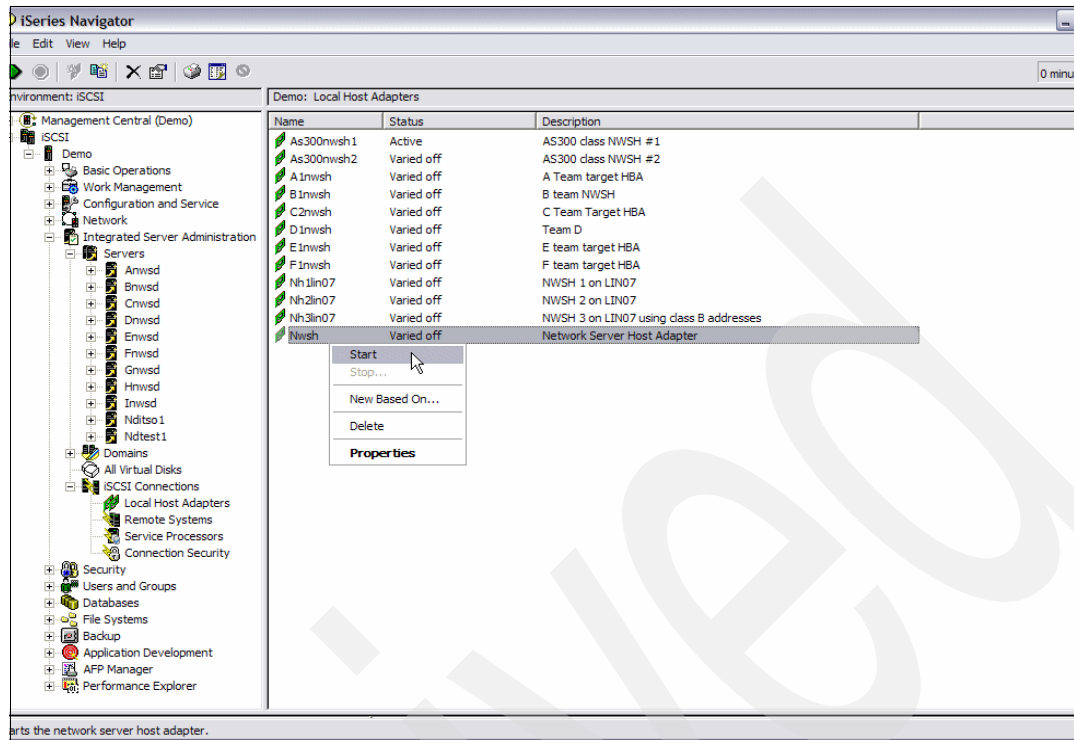 iSeries Navigator
le Edit View Help
0 minu
nvironment: iSCSI
Demo: Local Host Adapters
Management Central (Demo)
iSCSI
Demo
Basic Operations
Work Management
Configuration and Service
Network
Integrated Server Administration
Servers
Anwsd
Bnwsd
Cnwsd
Dnwsd
Enwsd
Fnwsd
Gnwsd
Hnwsd
Inwsd
Nditso1
Ndtest1
Domains
All Virtual Disks
iSCSI Connections
Local Host Adapters
Remote Systems
Service Processors
Connection Security
Security
Users and Groups
Databases
File Systems
Backup
Application Development
AFP Manager
Performance Explorer
Name Status Description
As300nwsh1 Active AS300 class NWSH #1
As300nwsh2 Varied off AS300 class NWSH #2
A1nwsh Varied off A Team target HBA
B1nwsh Varied off B team NWSH
C2nwsh Varied off C Team Target HBA
D1nwsh Varied off Team D
E1nwsh Varied off E team target HBA
F1nwsh Varied off F team target HBA
Nh1lin07 Varied off NWSH 1 on LIN07
Nh2lin07 Varied off NWSH 2 on LIN07
Nh3lin07 Varied off NWSH 3 on LIN07 using class B addresses
Nwsh Varied off Network Server Host Adapter
Start
Stop...
New Based On...
Delete
Properties
arts the network server host adapter.
ived